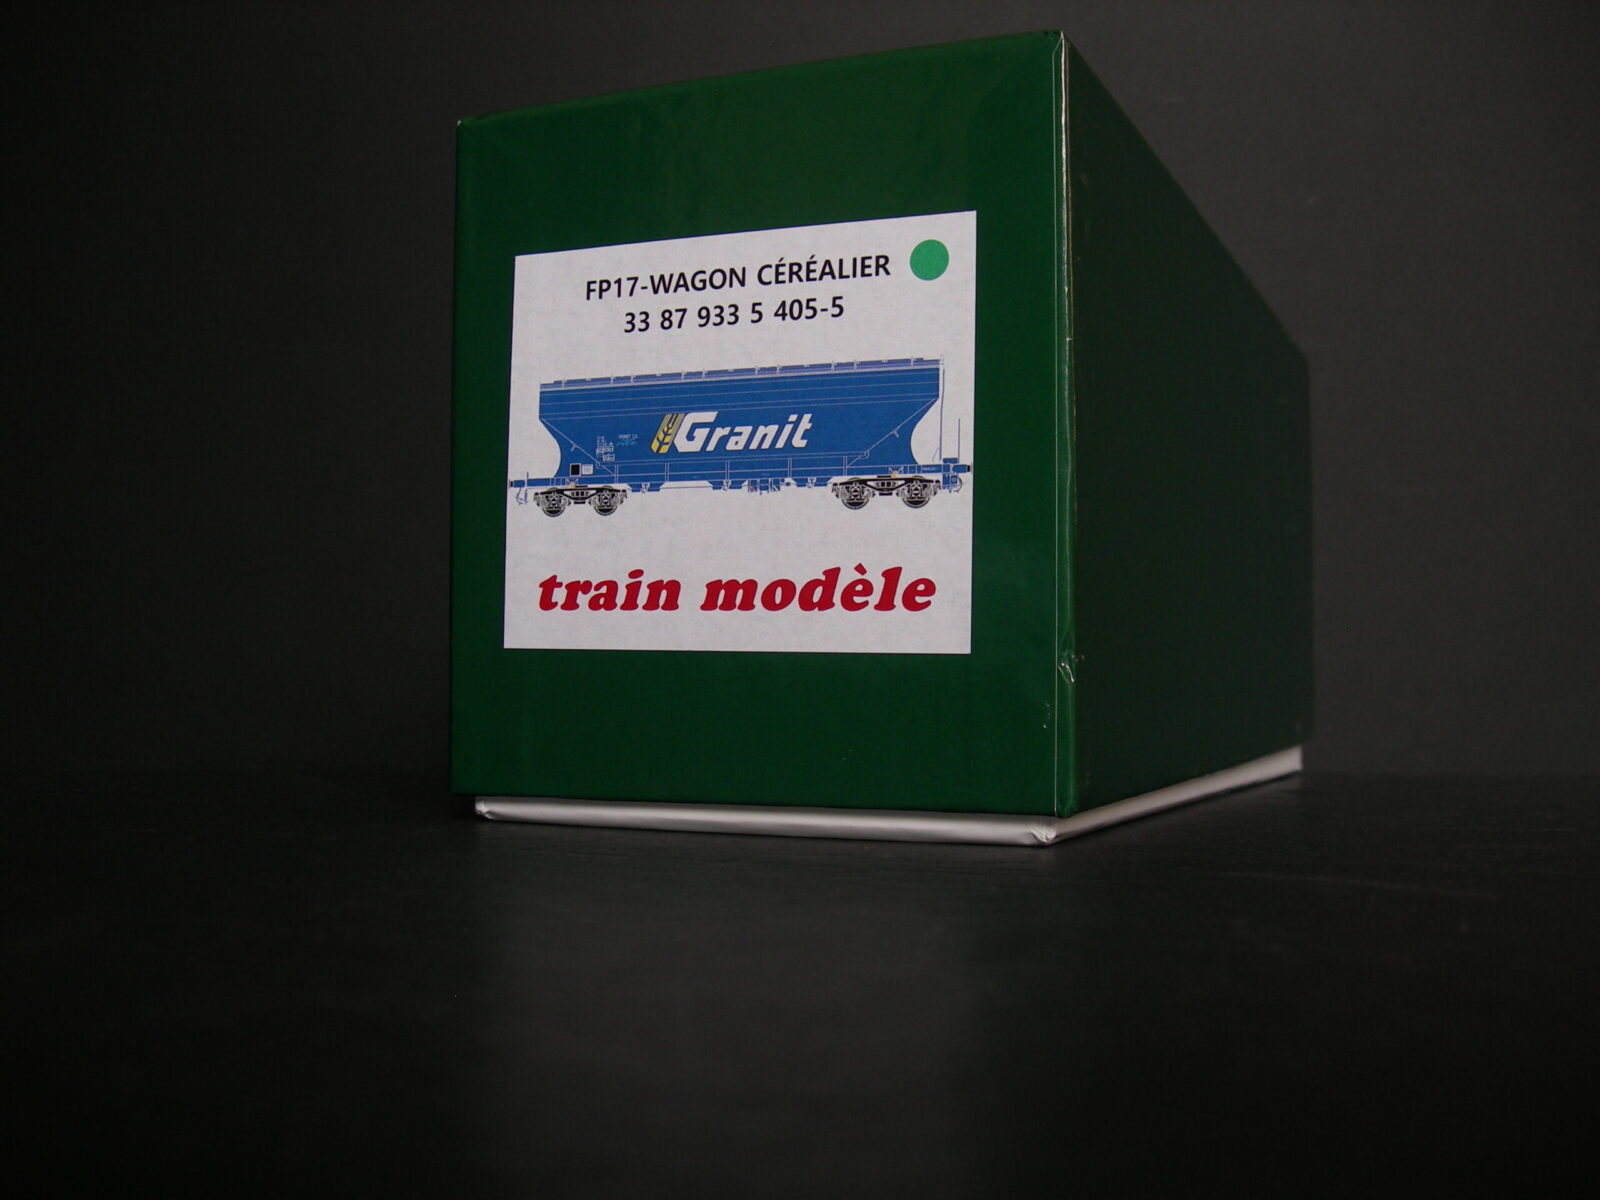 FP17-WAGON CÉRÉALIER
33 87 933 5 405-5
Granit
train modèle